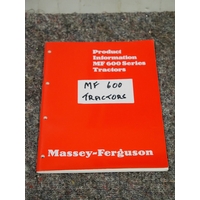 Product
Information
MF 600 Series
Tractors
MF 600
TRACTORS
Massey-Ferguson